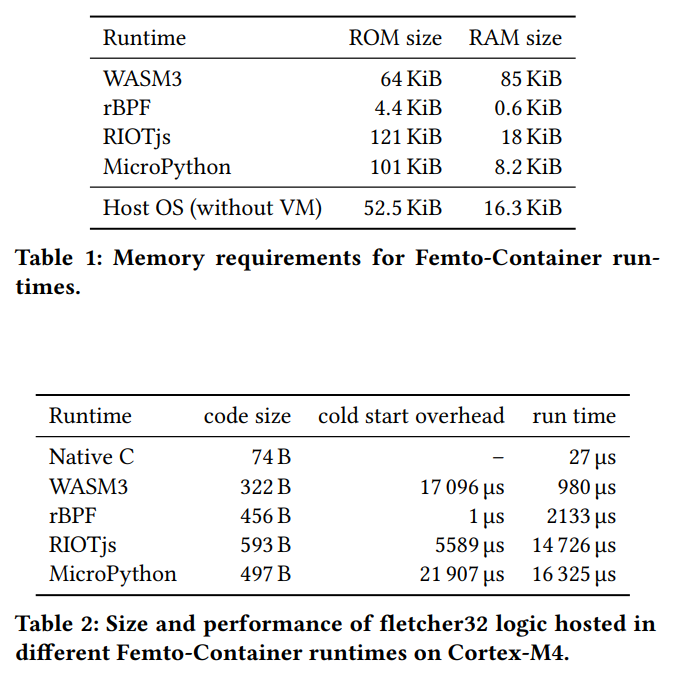 Runtime ROM size RAM size
WASM3 64 KiB 85 KiB
rBPF 4.4 KiB 0.6 KiB
RIOTjs 121 KiB 18 KiB
MicroPython 101 KiB 8.2 KiB
Host OS (without VM) 52.5 KiB 16.3 KiB
Table 1: Memory requirements for Femto-Container run-
times.
Runtime code size cold start overhead run time
Native C 74 B – 27 µs
WASM3 322 B 17 096 µs 980 µs
rBPF 456 B 1 µs 2133 µs
RIOTjs 593 B 5589 µs 14 726 µs
MicroPython 497 B 21 907 µs 16 325 µs
Table 2: Size and performance of fletcher32 logic hosted in
different Femto-Container runtimes on Cortex-M4.